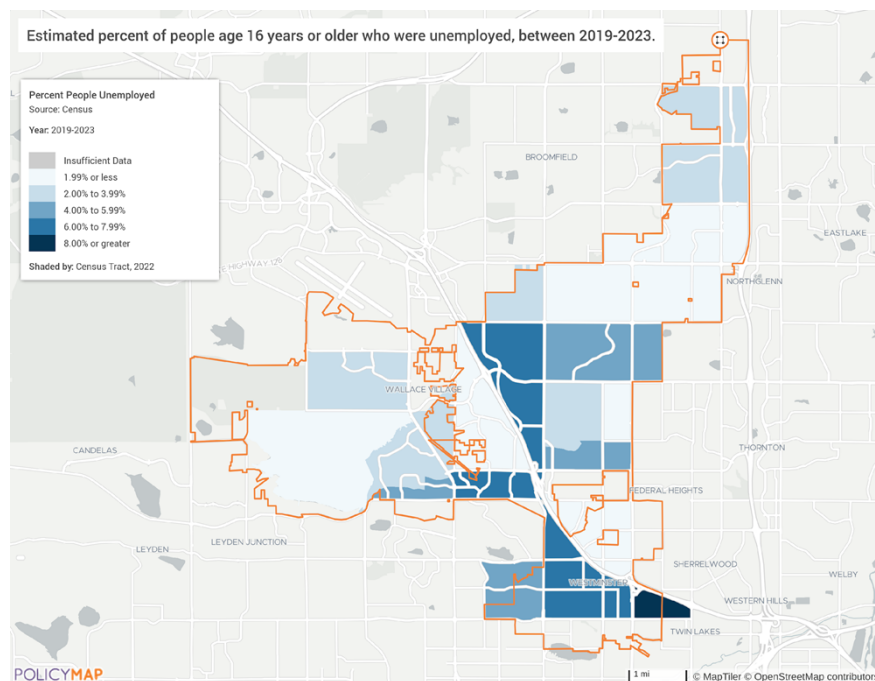 Estimated percent of people age 16 years or older who were unemployed, between 2019-2023.
Percent People Unemployed
Source: Census
Year: 2019-2023
Insufficient Data
1.99% or less
2.00% to 3.99%
4.00% to 5.99%
6.00% to 7.99%
8.00% or greater
Shaded by: Census Tract, 2022
BROOMFIELD
EASTLAKE
HIGHWAY 128
NORTHGLENN
WALLACE VILLAGE
CANDELAS
THORNTON
FEDERAL HEIGHTS
LEYDEN JUNCTION
LEYDEN
SHERRELWOOD
WELBY
WESTMINSTER
WESTERN HILLS
TWIN LAKES
POLICYMAP
1 mi
© MapTiler © OpenStreetMap contributors